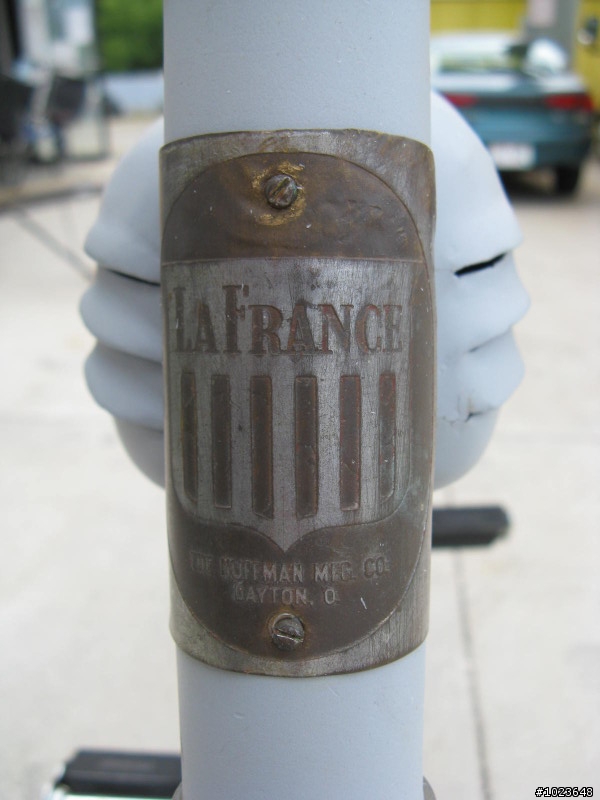 LAFRANCE
THE HUFFMAN MFG. CO.
DAYTON, O.
#1023648